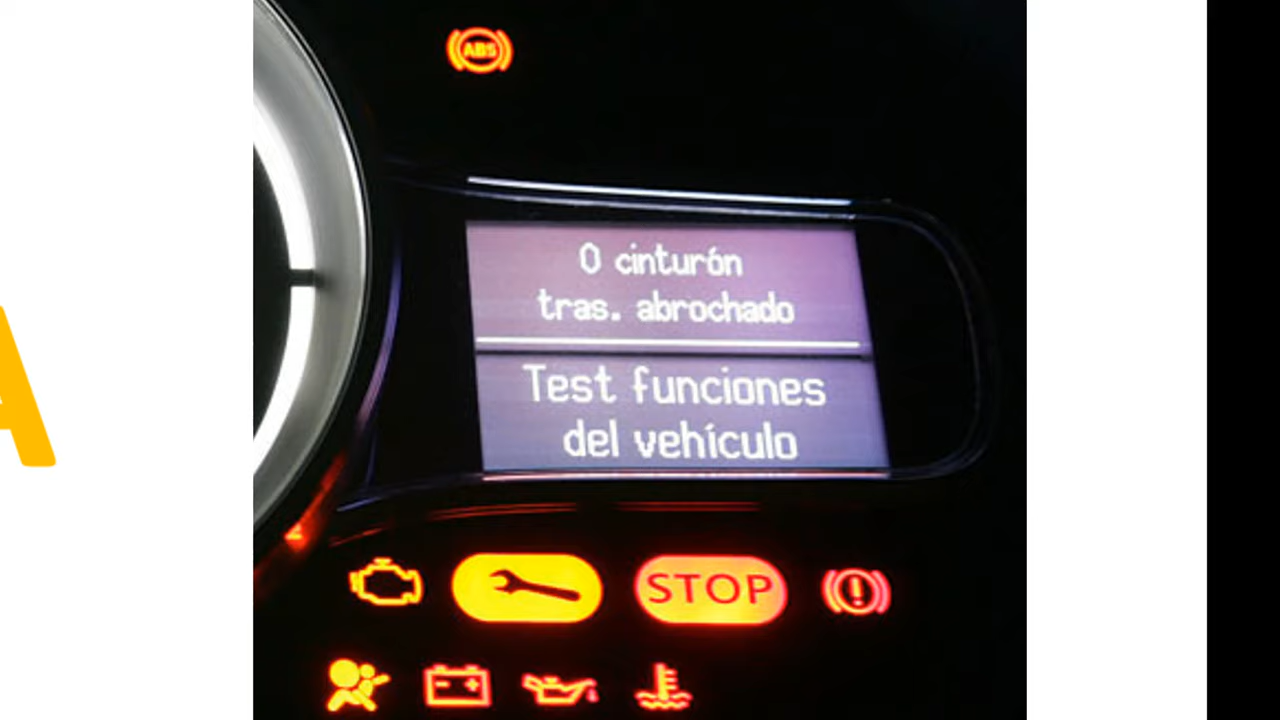 A
ABS
0 cinturón
tras. abrochado
Test funciones
del vehículo
STOP